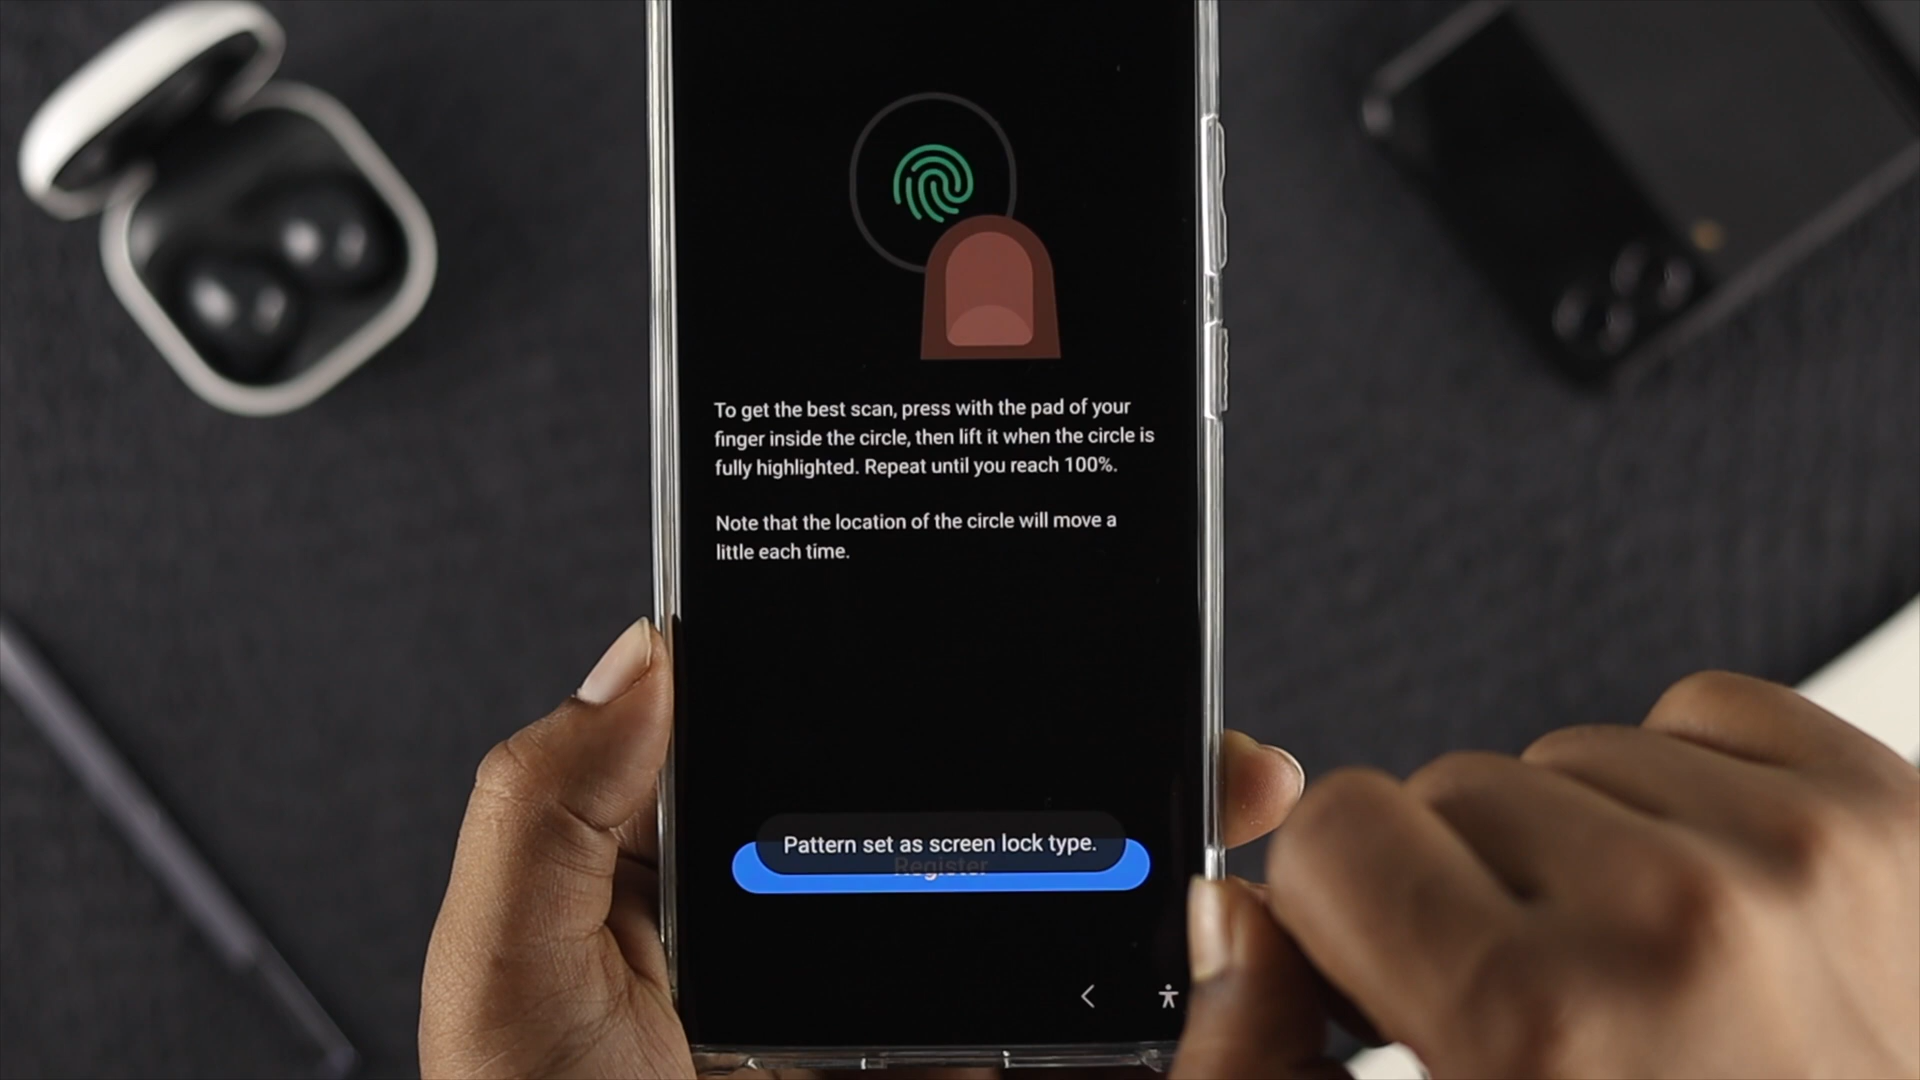 To get the best scan, press with the pad of your
finger inside the circle, then lift it when the circle is
fully highlighted. Repeat until you reach 100%.
Note that the location of the circle will move a
little each time.
Pattern set as screen lock type.
Register